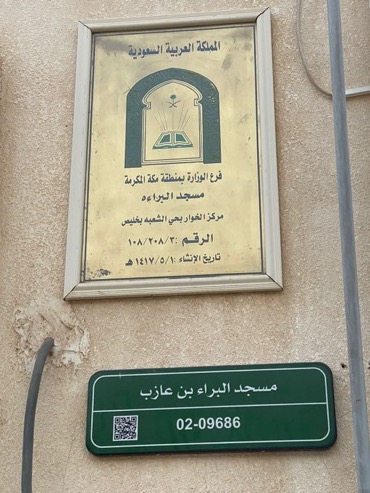 المملكة العربية السعودية
فرع الوزارة بمنطقة مكة المكرمة
مسجد البراءه
مركز الخوار بحي الشعبه بخليص
الرقم : ١٠٨/٢٠٨/٣
تاريخ الإنشاء : ١٤١٧/٥/١ هـ
مسجد البراء بن عازب
02-09686